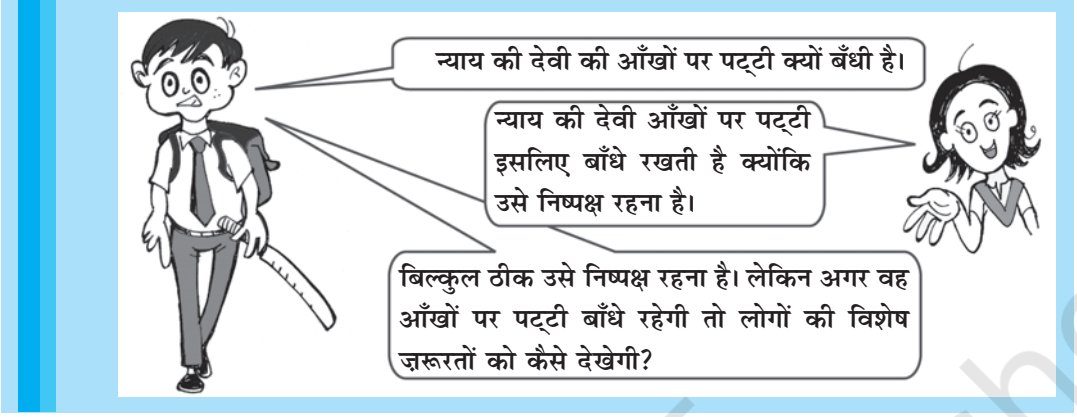 न्याय की देवी की आँखों पर पट्टी क्यों बँधी है।
न्याय की देवी आँखों पर पट्टी
इसलिए बाँधे रखती है क्योंकि
उसे निष्पक्ष रहना है।
बिल्कुल ठीक उसे निष्पक्ष रहना है। लेकिन अगर वह
आँखों पर पट्टी बाँधे रहेगी तो लोगों की विशेष
ज़रूरतों को कैसे देखेगी?